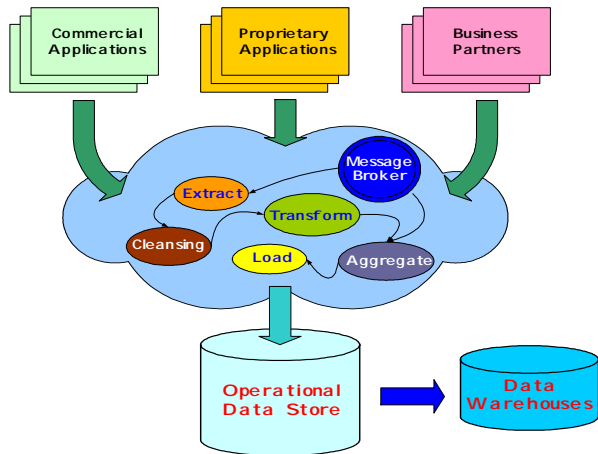 Commercial
Applications
Proprietary
Applications
Business
Partners
Message
Broker
Extract
Transform
Cleansing
Load
Aggregate
Operational
Data Store
Data
Warehouses